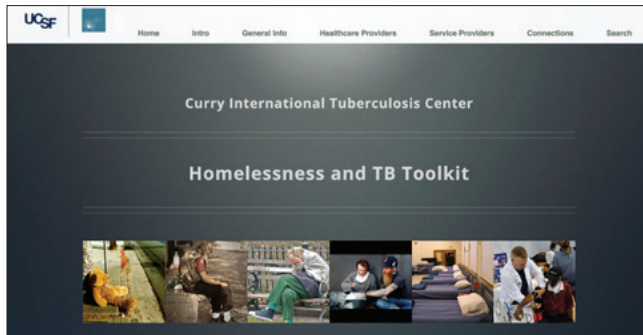 UCSF
Home Intro General Info Healthcare Providers Service Providers Connections Search
Curry International Tuberculosis Center
Homelessness and TB Toolkit